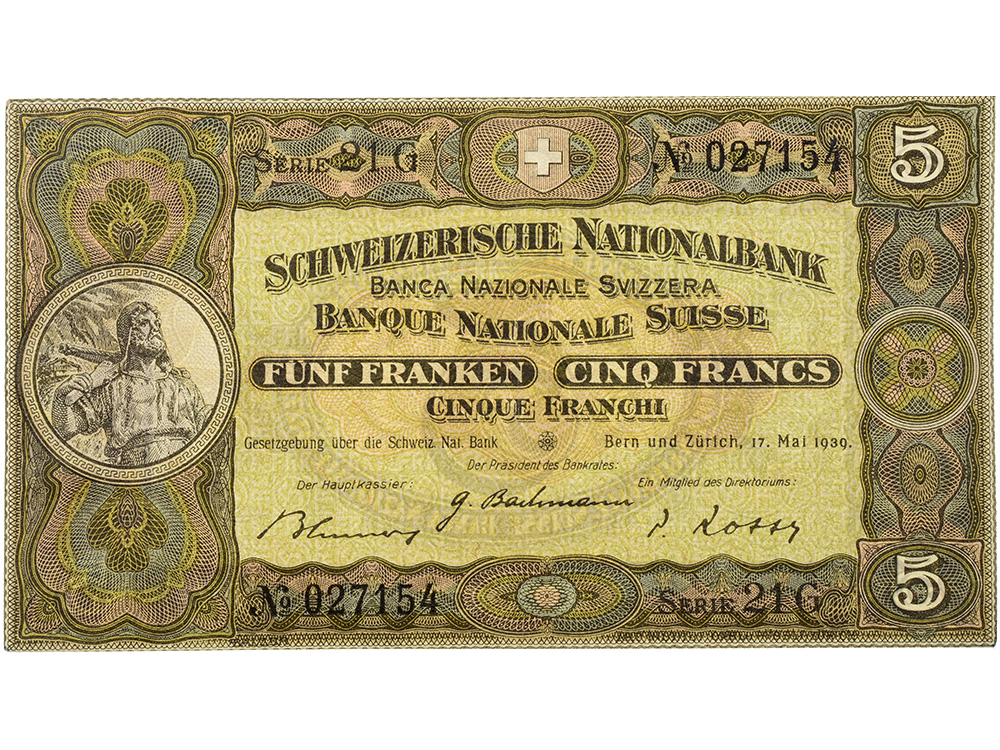 SERIE 21 G
No 027154
5
SCHWEIZERISCHE NATIONALBANK
BANCA NAZIONALE SVIZZERA
BANQUE NATIONALE SUISSE
FÜNF FRANKEN CINQ FRANCS
CINQUE FRANCHI
Gesetzgebung über die Schweiz. Nat. Bank Bern und Zürich, 17. Mai 1939.
Der Präsident des Bankrates:
Der Hauptkassier: Ein Mitglied des Direktoriums:
G. Bachmann
Blumer P. Rossy
5
No 027154
SERIE 21 G